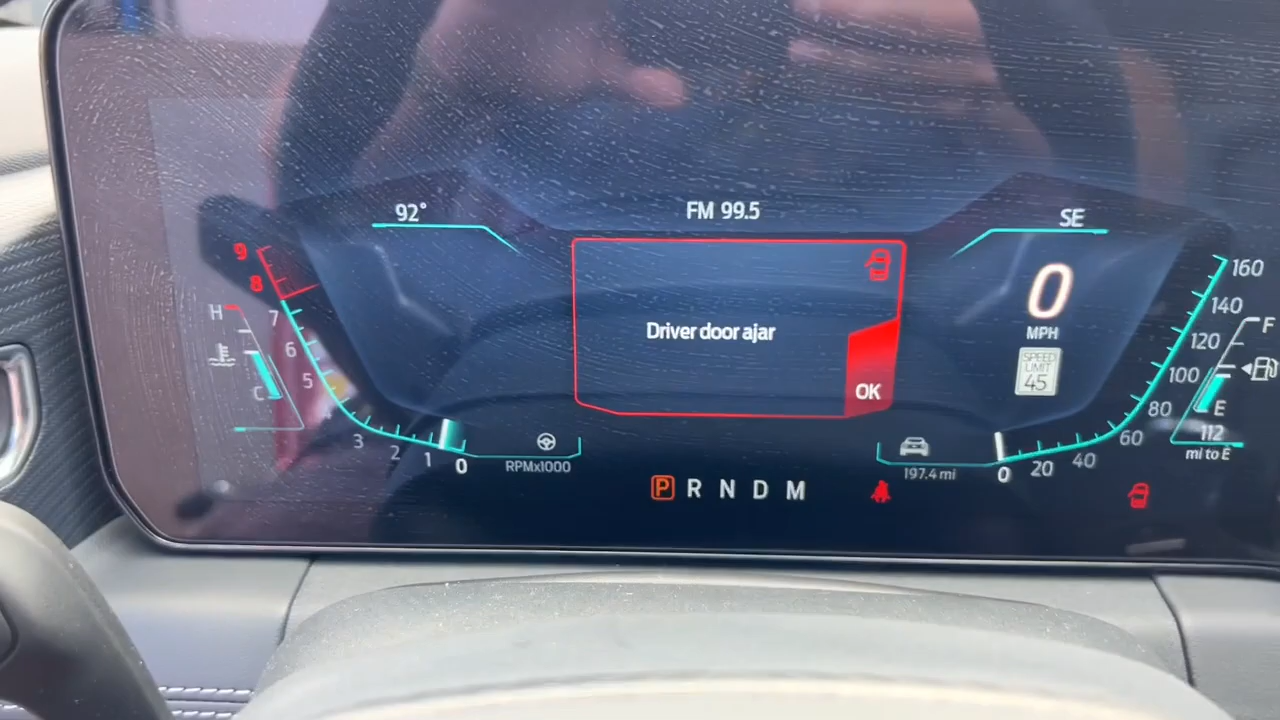 92°
FM 99.5
SE
9
8
7
6
5
3
2
1
0
H
C
RPMx1000
Driver door ajar
OK
0
MPH
SPEED
LIMIT
45
160
140
120
100
80
60
40
20
0
F
E
112
mi to E
197.4 mi
P R N D M